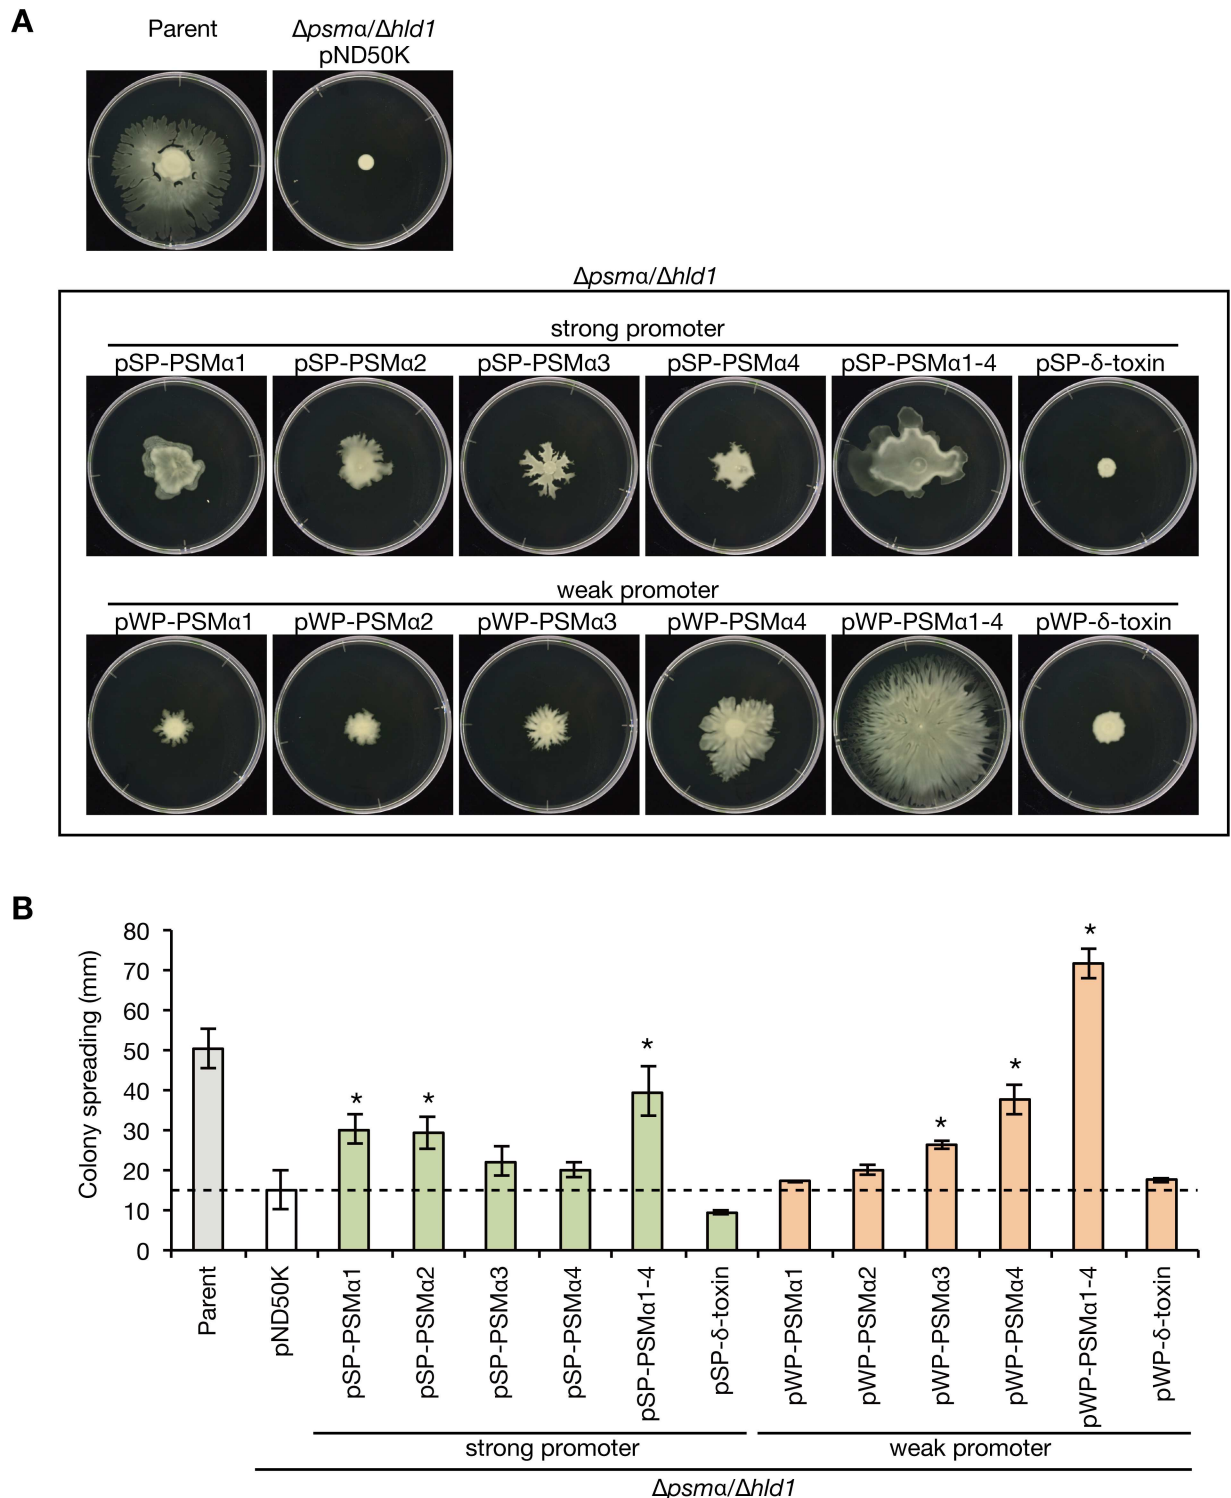 A
Parent
Δpsmα/Δhld1
pND50K
Δpsmα/Δhld1
strong promoter
pSP-PSMα1 pSP-PSMα2 pSP-PSMα3 pSP-PSMα4 pSP-PSMα1-4 pSP-δ-toxin
weak promoter
pWP-PSMα1 pWP-PSMα2 pWP-PSMα3 pWP-PSMα4 pWP-PSMα1-4 pWP-δ-toxin
B
Colony spreading (mm)
80
70
60
50
40
30
20
10
0
* * * * * *
Parent
pND50K
pSP-PSMα1
pSP-PSMα2
pSP-PSMα3
pSP-PSMα4
pSP-PSMα1-4
pSP-δ-toxin
pWP-PSMα1
pWP-PSMα2
pWP-PSMα3
pWP-PSMα4
pWP-PSMα1-4
pWP-δ-toxin
strong promoter weak promoter
Δpsmα/Δhld1